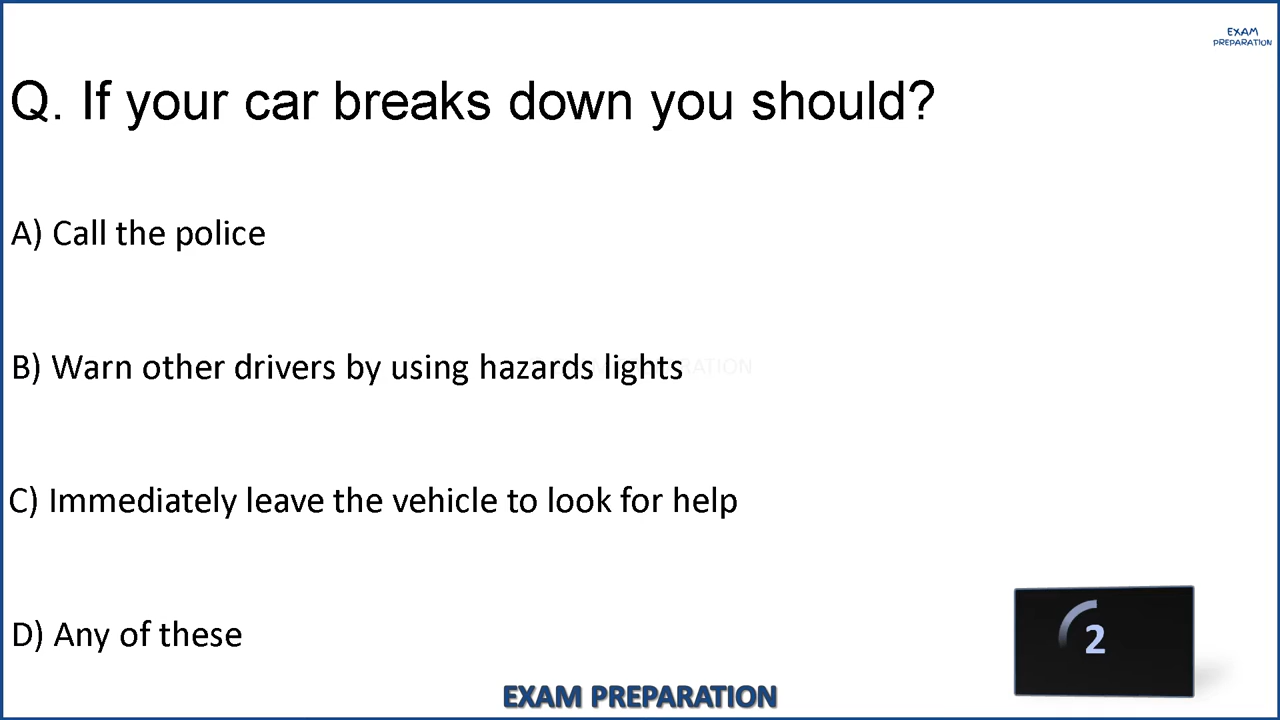 EXAM
PREPARATION
Q. If your car breaks down you should?
A) Call the police
B) Warn other drivers by using hazards lights
RATION
C) Immediately leave the vehicle to look for help
D) Any of these
2
EXAM PREPARATION